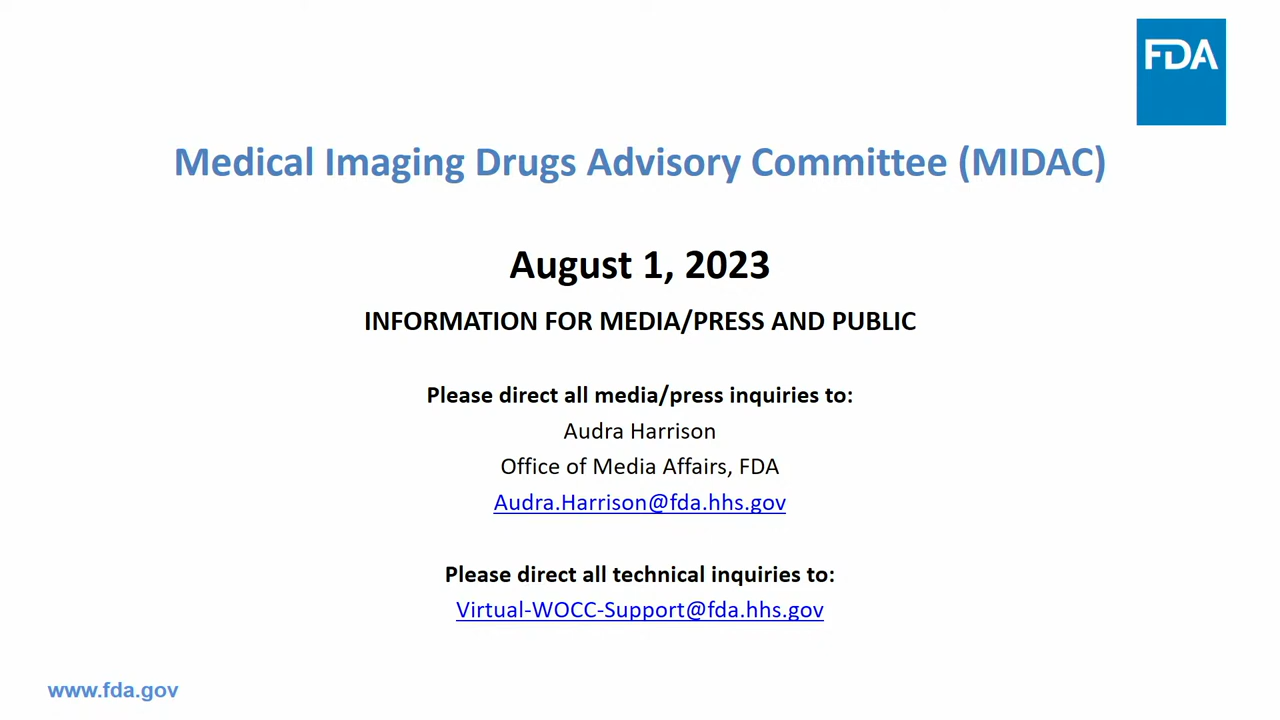 FDA
Medical Imaging Drugs Advisory Committee (MIDAC)
August 1, 2023
INFORMATION FOR MEDIA/PRESS AND PUBLIC
Please direct all media/press inquiries to:
Audra Harrison
Office of Media Affairs, FDA
Audra.Harrison@fda.hhs.gov
Please direct all technical inquiries to:
Virtual-WOCC-Support@fda.hhs.gov
www.fda.gov